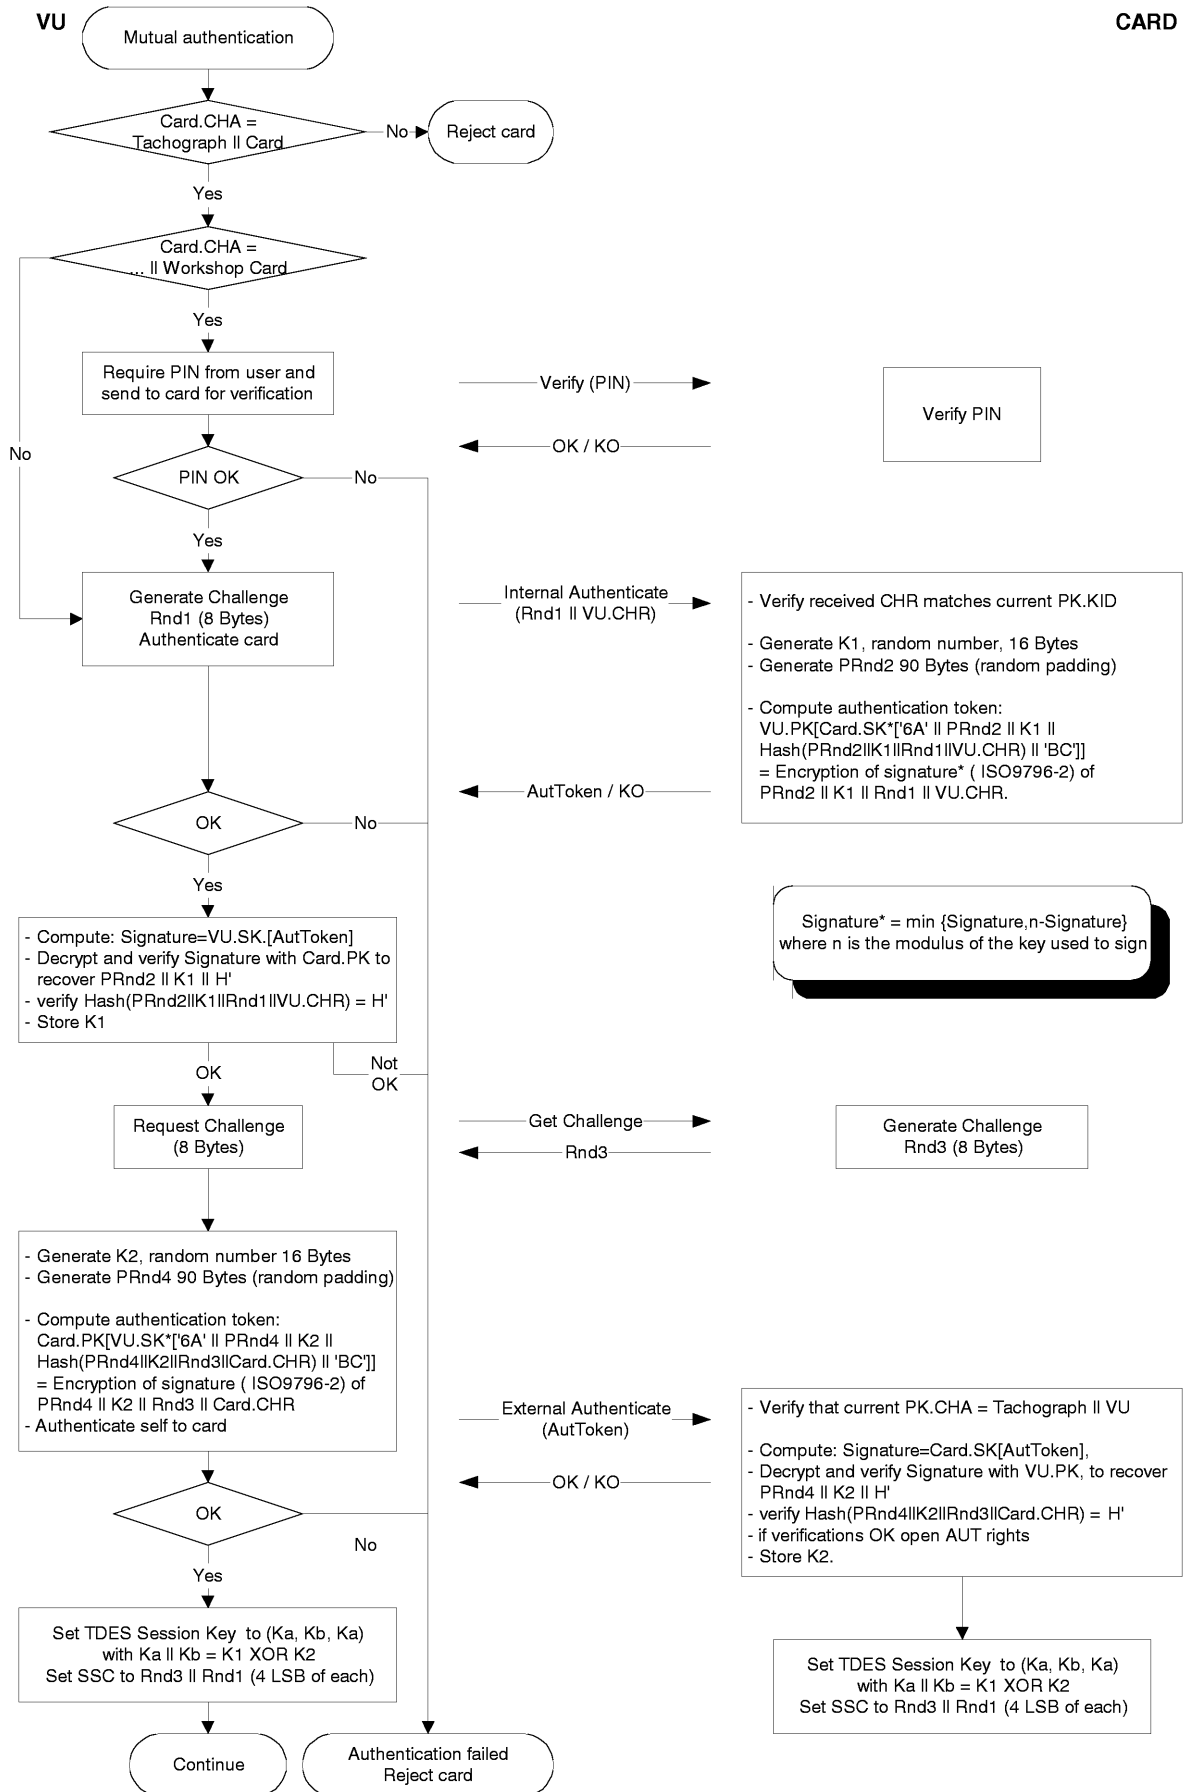 VU
CARD
Mutual authentication
Card.CHA =
Tachograph ll Card
No
Reject card
Yes
Card.CHA =
... ll Workshop Card
Yes
Require PIN from user and
send to card for verification
Verify (PIN)
Verify PIN
OK / KO
No
PIN OK
No
Yes
Generate Challenge
Rnd1 (8 Bytes)
Authenticate card
Internal Authenticate
(Rnd1 ll VU.CHR)
- Verify received CHR matches current PK.KID
- Generate K1, random number, 16 Bytes
- Generate PRnd2 90 Bytes (random padding)
- Compute authentication token:
VU.PK[Card.SK*['6A' ll PRnd2 ll K1 ll
Hash(PRnd2llK1llRnd1llVU.CHR) ll 'BC']]
= Encryption of signature* ( ISO9796-2) of
PRnd2 ll K1 ll Rnd1 ll VU.CHR.
AutToken / KO
OK
No
Yes
Signature* = min {Signature,n-Signature}
where n is the modulus of the key used to sign
- Compute: Signature=VU.SK.[AutToken]
- Decrypt and verify Signature with Card.PK to
recover PRnd2 ll K1 ll H'
- verify Hash(PRnd2llK1llRnd1llVU.CHR) = H'
- Store K1
OK
Not
OK
Request Challenge
(8 Bytes)
Get Challenge
Rnd3
Generate Challenge
Rnd3 (8 Bytes)
- Generate K2, random number 16 Bytes
- Generate PRnd4 90 Bytes (random padding)
- Compute authentication token:
Card.PK[VU.SK*['6A' ll PRnd4 ll K2 ll
Hash(PRnd4llK2llRnd3llCard.CHR) ll 'BC']]
= Encryption of signature ( ISO9796-2) of
PRnd4 ll K2 ll Rnd3 ll Card.CHR
- Authenticate self to card
External Authenticate
(AutToken)
- Verify that current PK.CHA = Tachograph ll VU
- Compute: Signature=Card.SK[AutToken],
- Decrypt and verify Signature with VU.PK, to recover
PRnd4 ll K2 ll H'
- verify Hash(PRnd4llK2llRnd3llCard.CHR) = H'
- if verifications OK open AUT rights
- Store K2.
OK / KO
OK
No
Yes
Set TDES Session Key to (Ka, Kb, Ka)
with Ka ll Kb = K1 XOR K2
Set SSC to Rnd3 ll Rnd1 (4 LSB of each)
Set TDES Session Key to (Ka, Kb, Ka)
with Ka ll Kb = K1 XOR K2
Set SSC to Rnd3 ll Rnd1 (4 LSB of each)
Continue
Authentication failed
Reject card